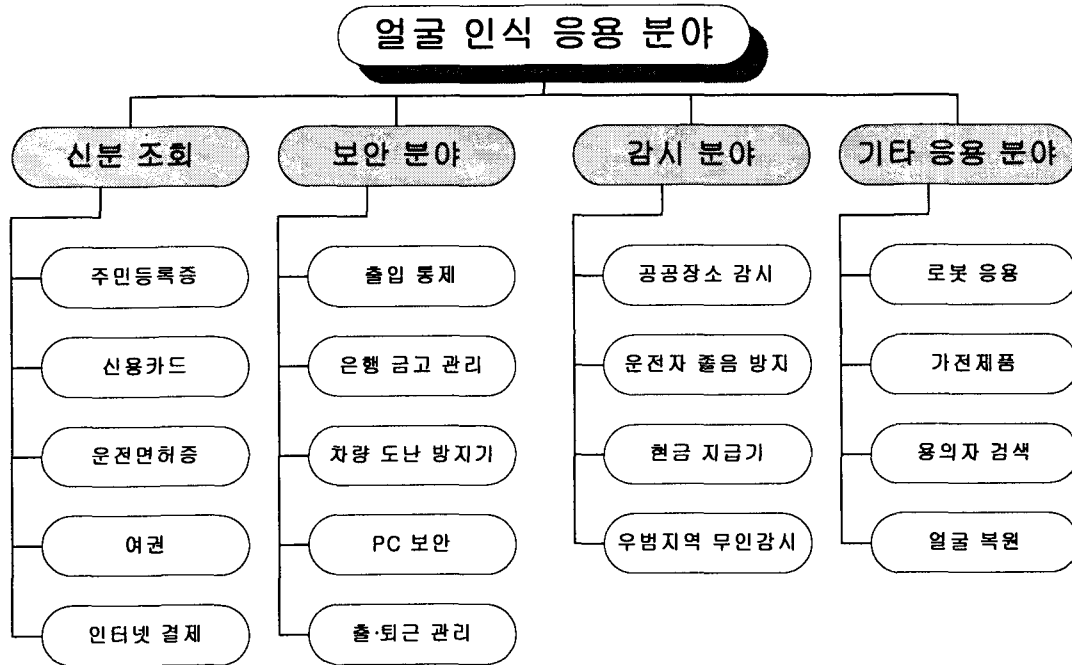 얼굴 인식 응용 분야
신분 조회
주민등록증
신용카드
운전면허증
여권
인터넷 결제
보안 분야
출입 통제
은행 금고 관리
차량 도난 방지기
PC 보안
출·퇴근 관리
감시 분야
공공장소 감시
운전자 졸음 방지
현금 지급기
우범지역 무인감시
기타 응용 분야
로봇 응용
가전제품
용의자 검색
얼굴 복원